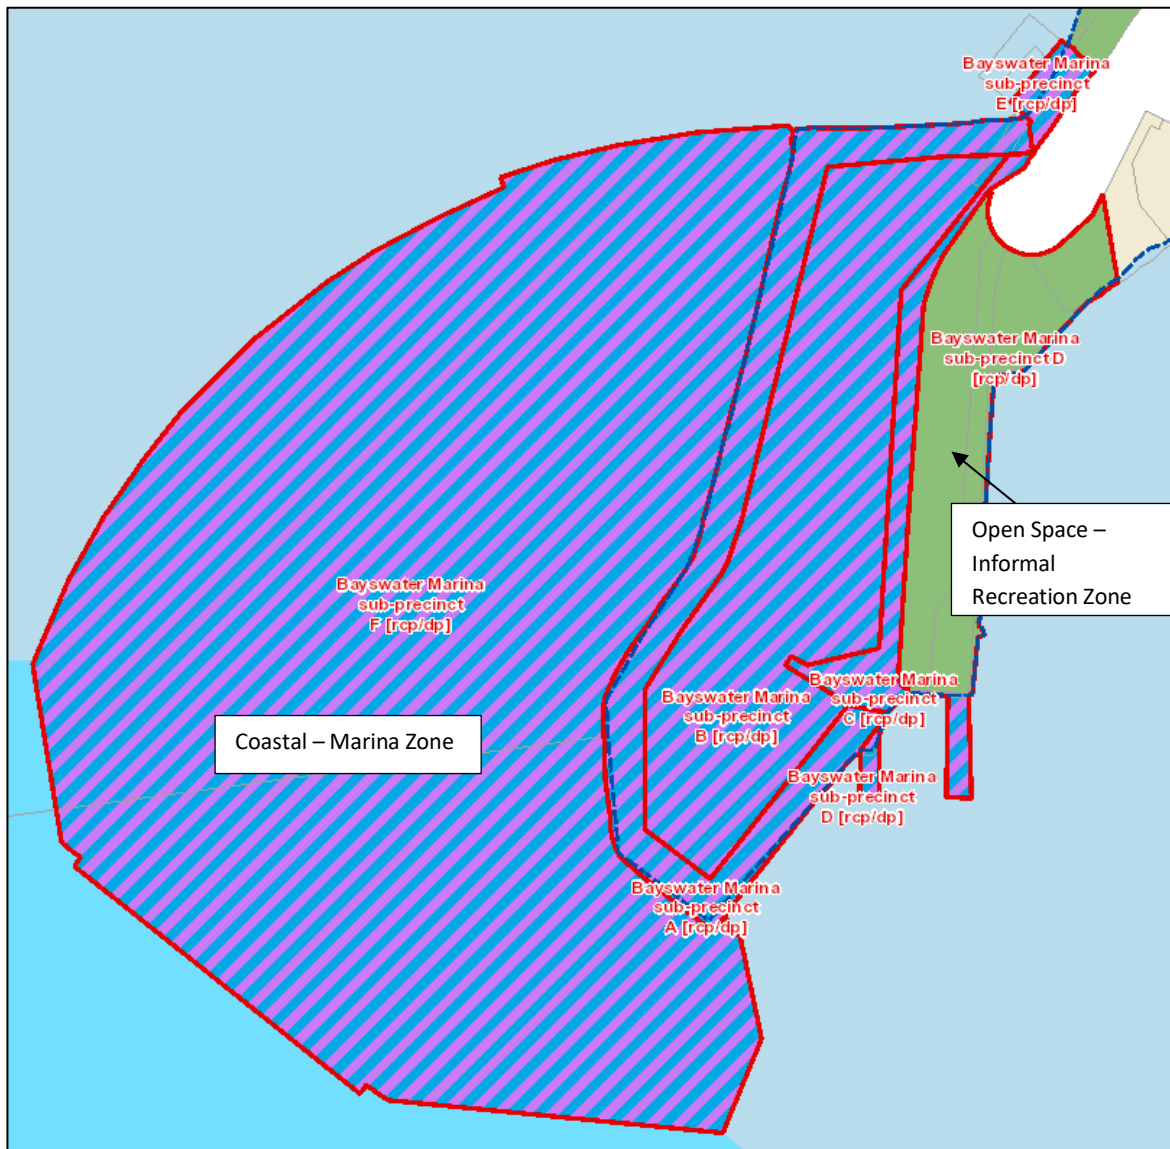 Bayswater Marina
sub-precinct
E [rcp/dp]
Bayswater Marina
sub-precinct D
[rcp/dp]
Open Space –
Informal
Recreation Zone
Bayswater Marina
sub-precinct
F [rcp/dp]
Bayswater Marina
sub-precinct
C [rcp/dp]
Bayswater Marina
sub-precinct
B [rcp/dp]
Coastal – Marina Zone
Bayswater Marina
sub-precinct
D [rcp/dp]
Bayswater Marina
sub-precinct
A [rcp/dp]